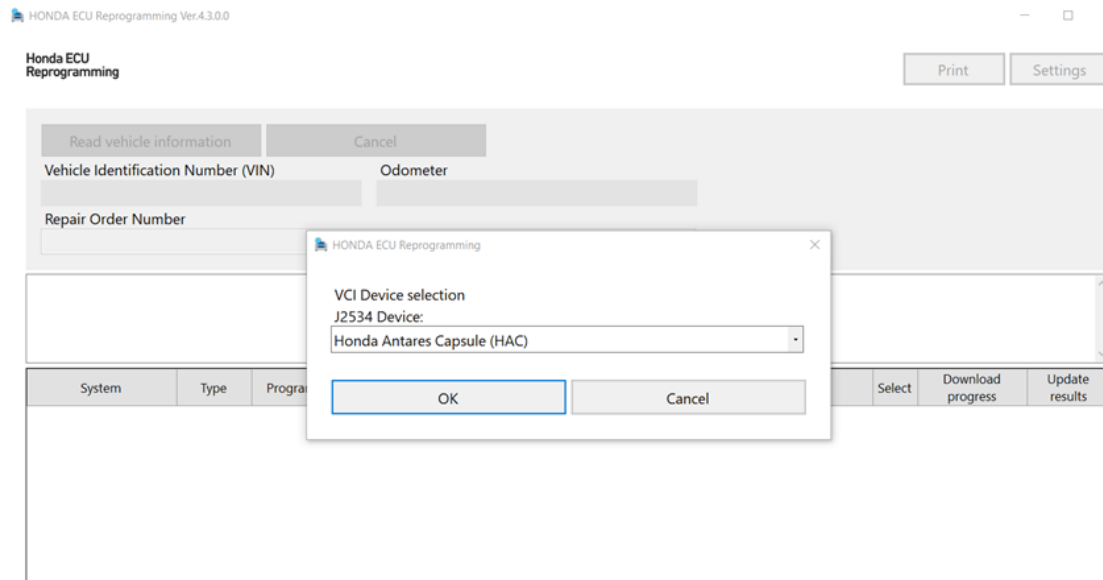 HONDA ECU Reprogramming Ver.4.3.0.0
Honda ECU
Reprogramming
Print
Settings
Read vehicle information
Cancel
Vehicle Identification Number (VIN)
Odometer
Repair Order Number
HONDA ECU Reprogramming
VCI Device selection
J2534 Device:
Honda Antares Capsule (HAC)
OK
Cancel
System
Type
Select
Download
progress
Update
results